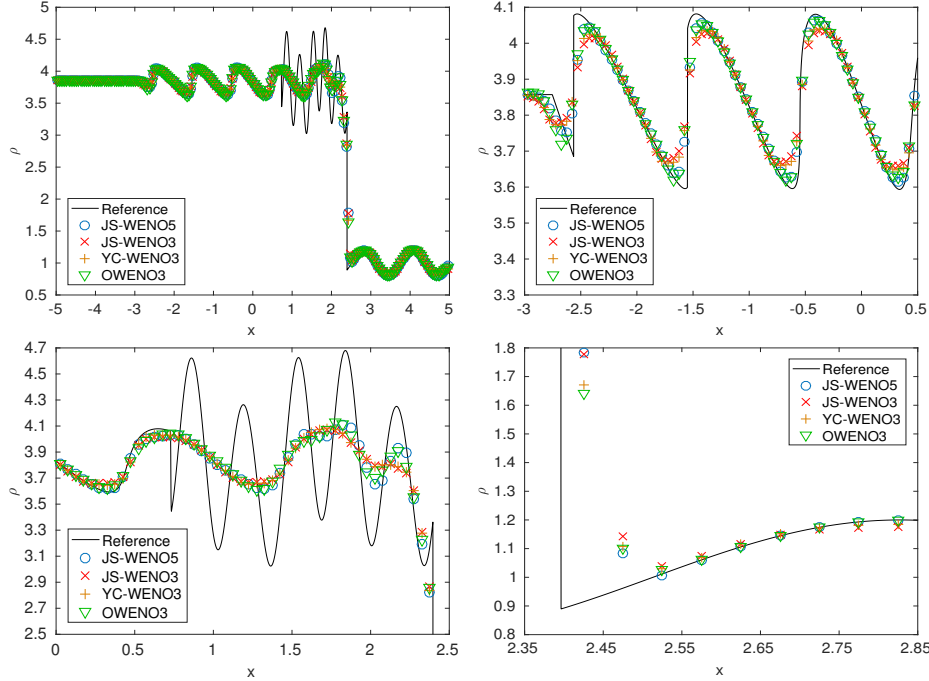 5
4.5
4
3.5
3
2.5
2
1.5
1
0.5
ρ
Reference
JS-WENO5
JS-WENO3
YC-WENO3
OWENO3
-5 -4 -3 -2 -1 0 1 2 3 4 5
x
4.1
4
3.9
3.8
3.7
3.6
3.5
3.4
3.3
ρ
Reference
JS-WENO5
JS-WENO3
YC-WENO3
OWENO3
-3 -2.5 -2 -1.5 -1 -0.5 0 0.5
x
4.7
4.5
4.3
4.1
3.9
3.7
3.5
3.3
3.1
2.9
2.7
2.5
ρ
Reference
JS-WENO5
JS-WENO3
YC-WENO3
OWENO3
0 0.5 1 1.5 2 2.5
x
1.8
1.7
1.6
1.5
1.4
1.3
1.2
1.1
1
0.9
0.8
ρ
Reference
JS-WENO5
JS-WENO3
YC-WENO3
OWENO3
2.35 2.45 2.55 2.65 2.75 2.85
x